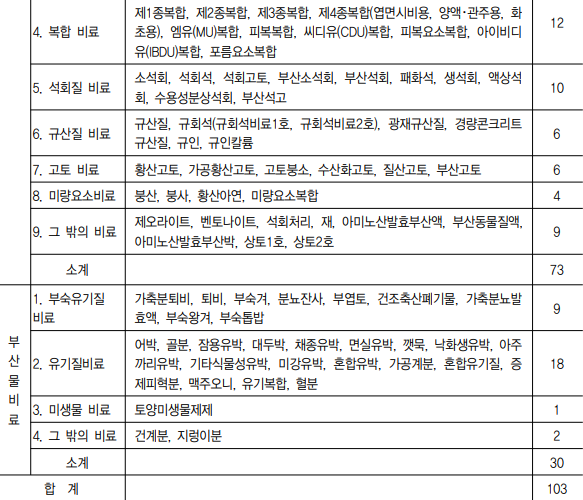 4. 복합 비료
제1종복합, 제2종복합, 제3종복합, 제4종복합(엽면시비용, 양액·관주용, 화
초용), 엠유(MU)복합, 피복복합, 씨디유(CDU)복합, 피복요소복합, 아이비디
유(IBDU)복합, 포름요소복합
12
5. 석회질 비료
소석회, 석회석, 석회고토, 부산소석회, 부산석회, 패화석, 생석회, 액상석
회, 수용성분상석회, 부산석고
10
6. 규산질 비료
규산질, 규회석(규회석비료1호, 규회석비료2호), 광재규산질, 경량콘크리트
규산질, 규인, 규인칼륨
6
7. 고토 비료
황산고토, 가공황산고토, 고토붕소, 수산화고토, 질산고토, 부산고토
6
8. 미량요소비료
붕산, 붕사, 황산아연, 미량요소복합
4
9. 그 밖의 비료
제오라이트, 벤토나이트, 석회처리, 재, 아미노산발효부산액, 부산동물질액,
아미노산발효부산박, 상토1호, 상토2호
9
소계
73
부산물비료
1. 부숙유기질
비료
가축분퇴비, 퇴비, 부숙겨, 분뇨잔사, 부엽토, 건조축산폐기물, 가축분뇨발
효액, 부숙왕겨, 부숙톱밥
9
2. 유기질비료
어박, 골분, 잠용유박, 대두박, 채종유박, 면실유박, 깻묵, 낙화생유박, 아주
까리유박, 기타식물성유박, 미강유박, 혼합유박, 가공계분, 혼합유기질, 증
제피혁분, 맥주오니, 유기복합, 혈분
18
3. 미생물 비료
토양미생물제제
1
4. 그 밖의 비료
건계분, 지렁이분
2
소계
30
합 계
103